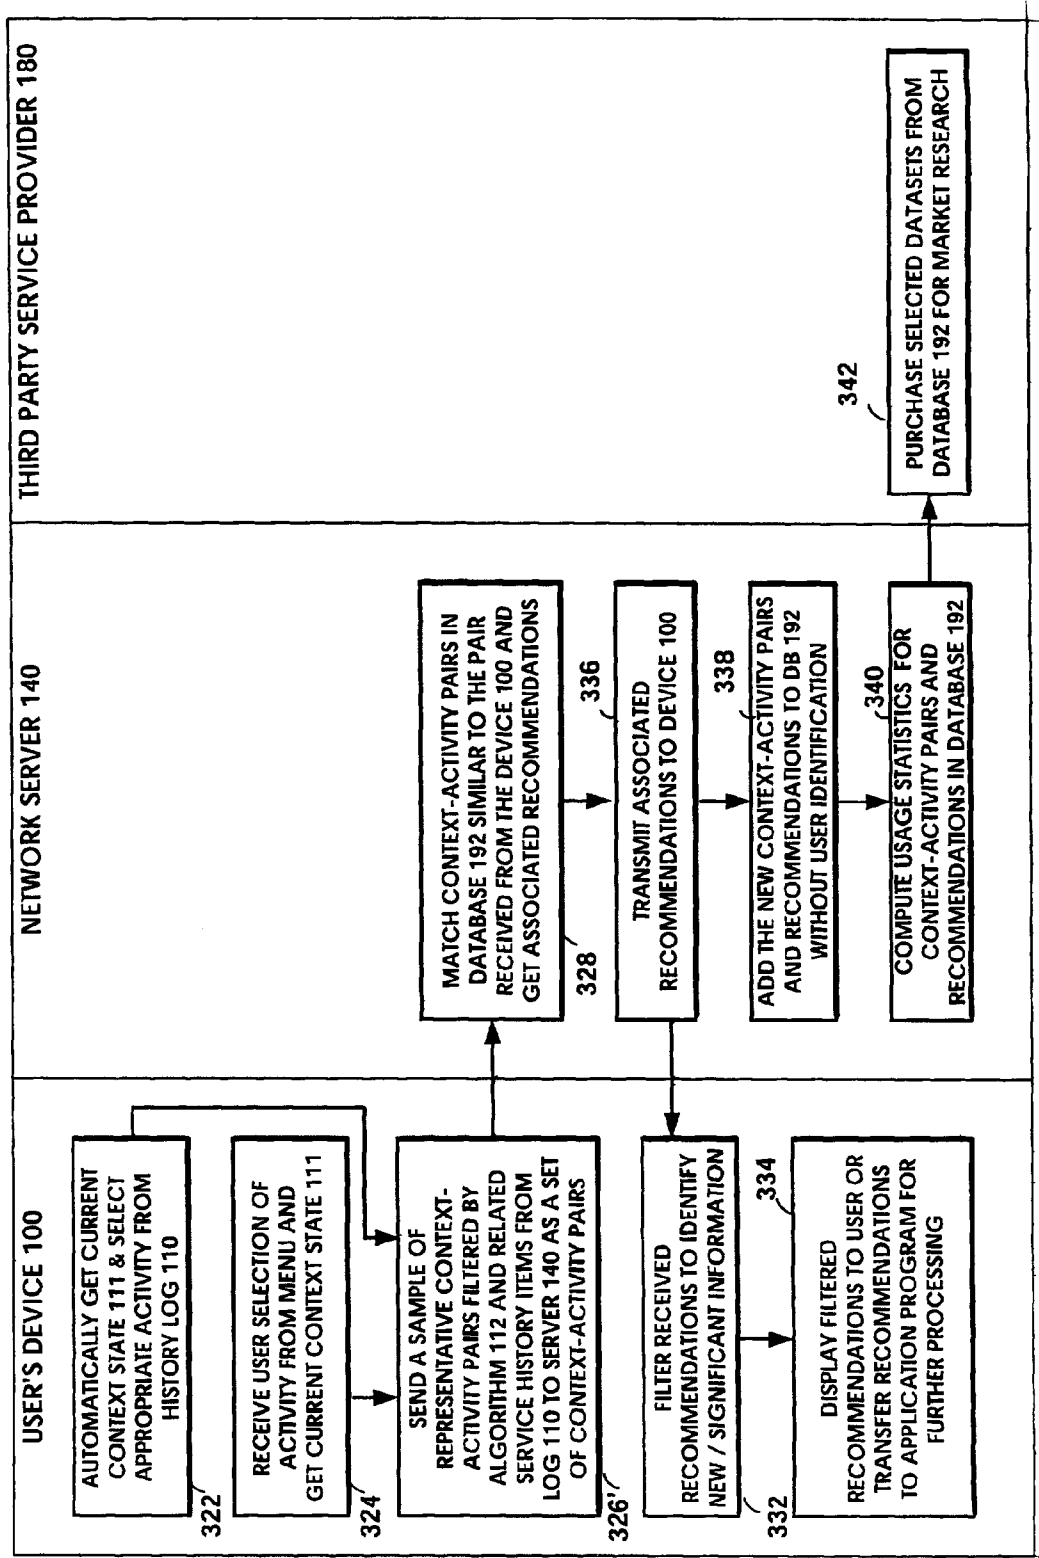 USER'S DEVICE 100
AUTOMATICALLY GET CURRENT
CONTEXT STATE 111 & SELECT
APPROPRIATE ACTIVITY FROM
HISTORY LOG 110
322
RECEIVE USER SELECTION OF
ACTIVITY FROM MENU AND
GET CURRENT CONTEXT STATE 111
324
SEND A SAMPLE OF
REPRESENTATIVE CONTEXT-
ACTIVITY PAIRS FILTERED BY
ALGORITHM 112 AND RELATED
SERVICE HISTORY ITEMS FROM
LOG 110 TO SERVER 140 AS A SET
OF CONTEXT-ACTIVITY PAIRS
326'
FILTER RECEIVED
RECOMMENDATIONS TO IDENTIFY
NEW / SIGNIFICANT INFORMATION
332
334
DISPLAY FILTERED
RECOMMENDATIONS TO USER OR
TRANSFER RECOMMENDATIONS
TO APPLICATION PROGRAM FOR
FURTHER PROCESSING
NETWORK SERVER 140
MATCH CONTEXT-ACTIVITY PAIRS IN
DATABASE 192 SIMILAR TO THE PAIR
RECEIVED FROM THE DEVICE 100 AND
GET ASSOCIATED RECOMMENDATIONS
328
336
TRANSMIT ASSOCIATED
RECOMMENDATIONS TO DEVICE 100
338
ADD THE NEW CONTEXT-ACTIVITY PAIRS
AND RECOMMENDATIONS TO DB 192
WITHOUT USER IDENTIFICATION
340
COMPUTE USAGE STATISTICS FOR
CONTEXT-ACTIVITY PAIRS AND
RECOMMENDATIONS IN DATABASE 192
THIRD PARTY SERVICE PROVIDER 180
342
PURCHASE SELECTED DATASETS FROM
DATABASE 192 FOR MARKET RESEARCH